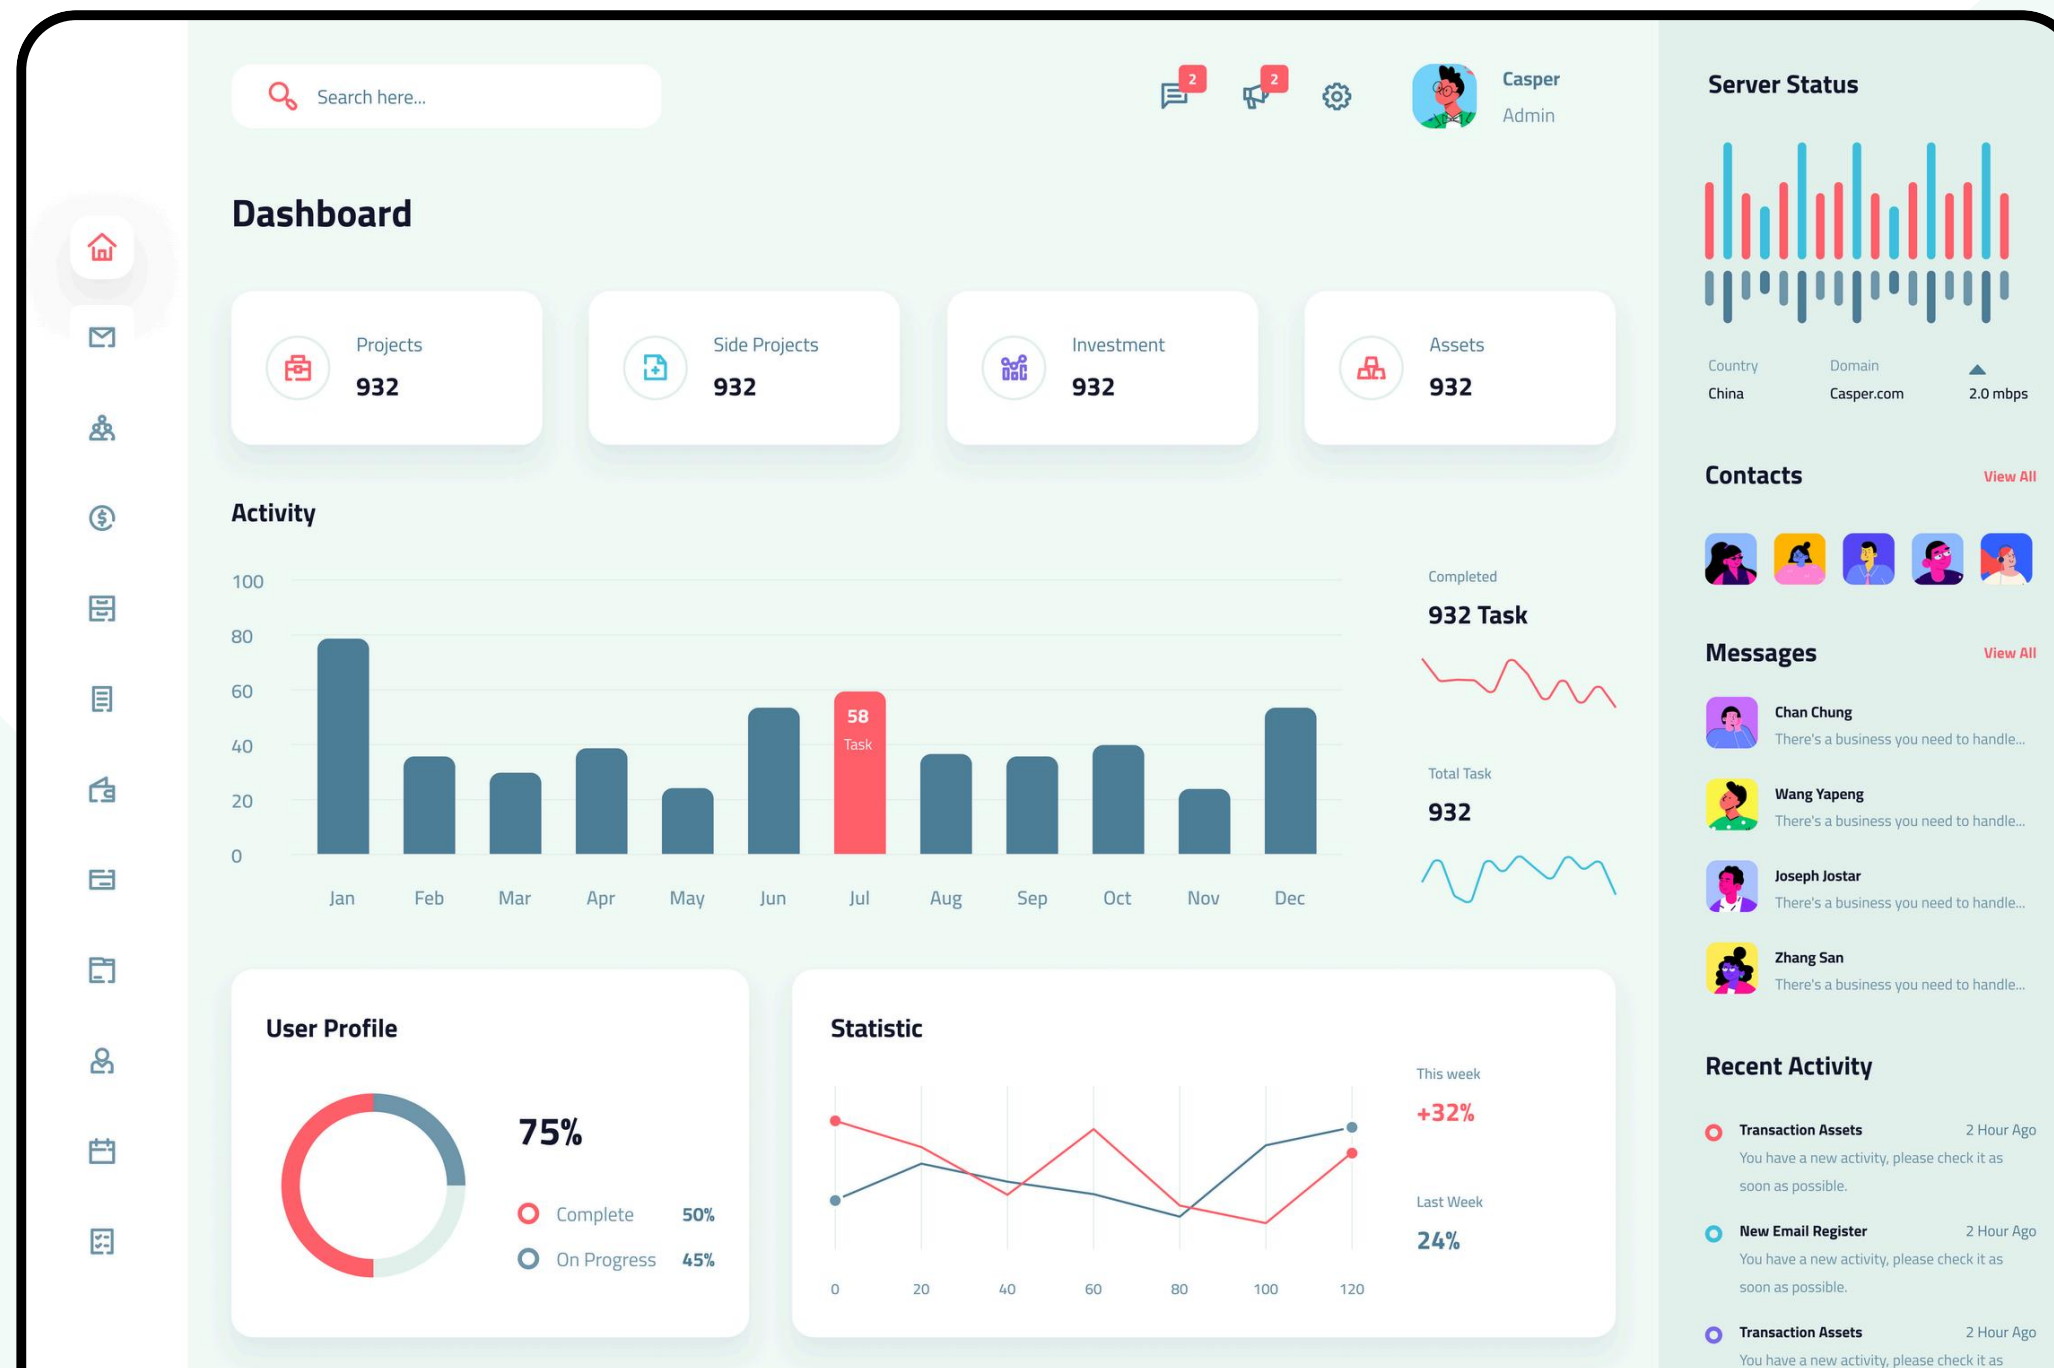 Search here...
2
2
Casper
Admin
Dashboard
Projects
932
Side Projects
932
Investment
932
Assets
932
Activity
100
80
60
40
20
0
58
Task
Jan
Feb
Mar
Apr
May
Jun
Jul
Aug
Sep
Oct
Nov
Dec
Completed
932 Task
Total Task
932
User Profile
75%
Complete 50%
On Progress 45%
Statistic
0 20 40 60 80 100 120
This week
+32%
Last Week
24%
Server Status
Country
China
Domain
Casper.com
2.0 mbps
Contacts
View All
Messages
View All
Chan Chung
There's a business you need to handle...
Wang Yapeng
There's a business you need to handle...
Joseph Jostar
There's a business you need to handle...
Zhang San
There's a business you need to handle...
Recent Activity
Transaction Assets 2 Hour Ago
You have a new activity, please check it as
soon as possible.
New Email Register 2 Hour Ago
You have a new activity, please check it as
soon as possible.
Transaction Assets 2 Hour Ago
You have a new activity, please check it as